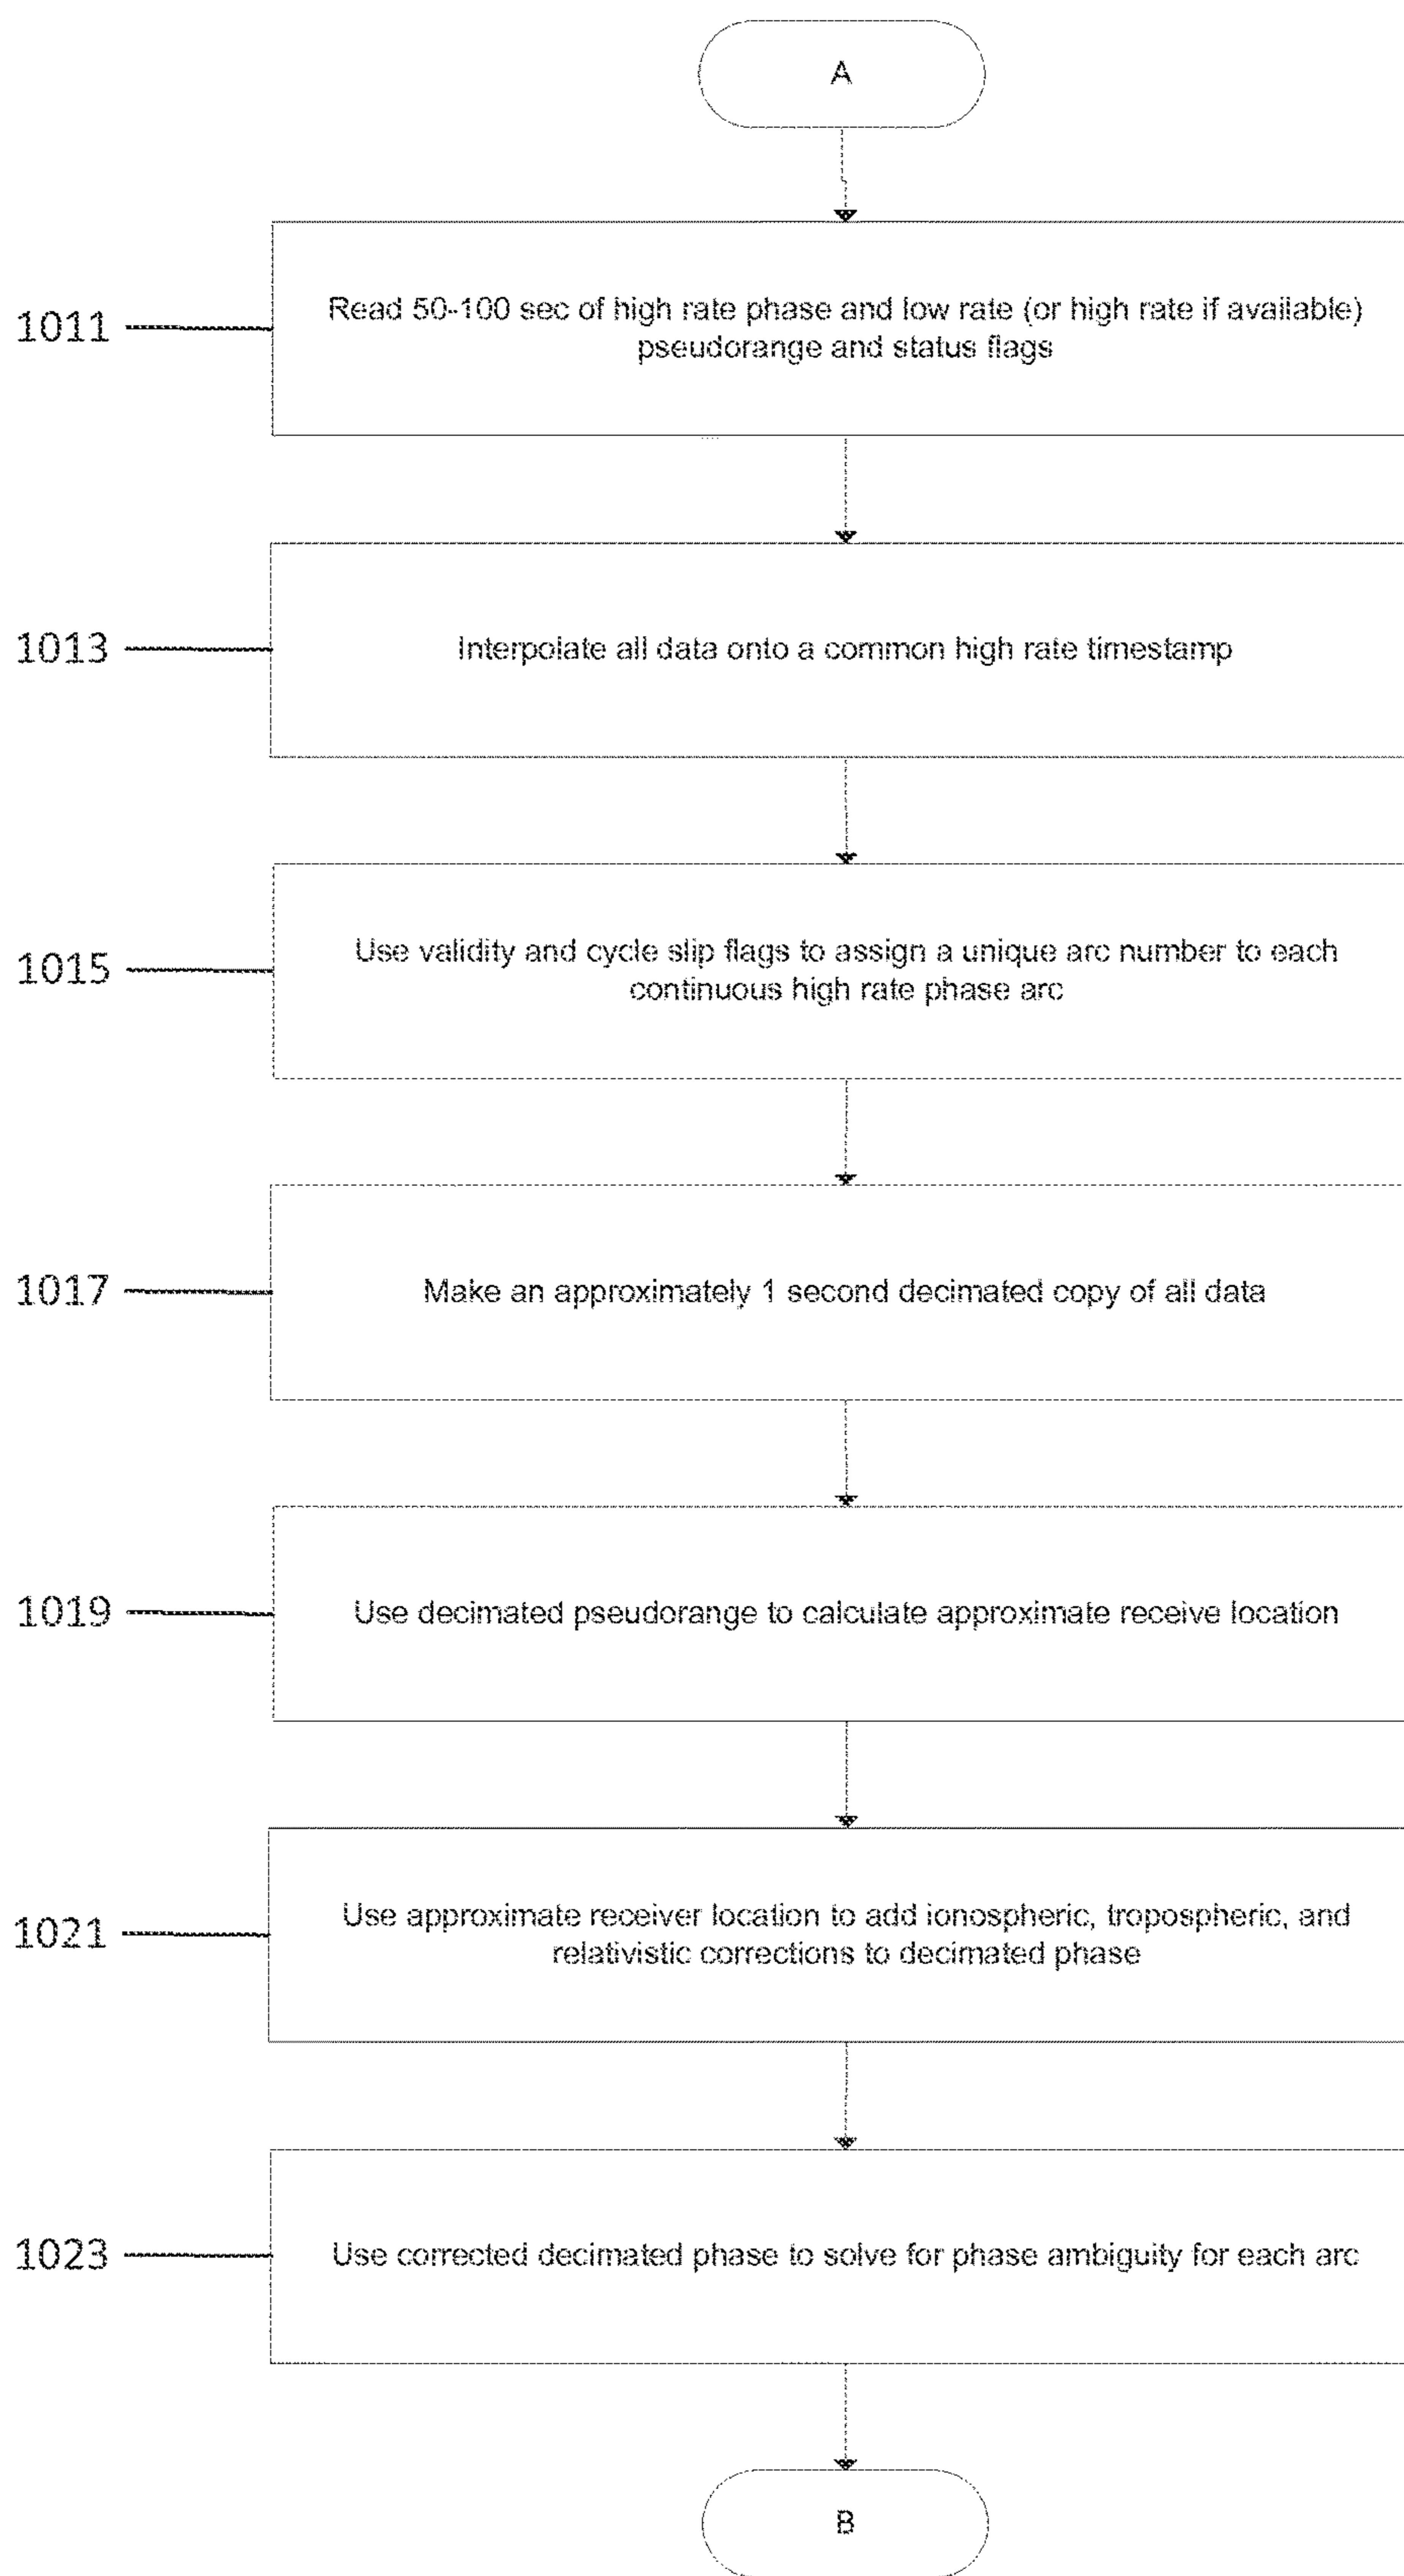 A
1011
Read 50-100 sec of high rate phase and low rate (or high rate if available)
pseudorange and status flags
1013
Interpolate all data onto a common high rate timestamp
1015
Use validity and cycle slip flags to assign a unique arc number to each
continuous high rate phase arc
1017
Make an approximately 1 second decimated copy of all data
1019
Use decimated pseudorange to calculate approximate receive location
1021
Use approximate receiver location to add ionospheric, tropospheric, and
relativistic corrections to decimated phase
1023
Use corrected decimated phase to solve for phase ambiguity for each arc
B